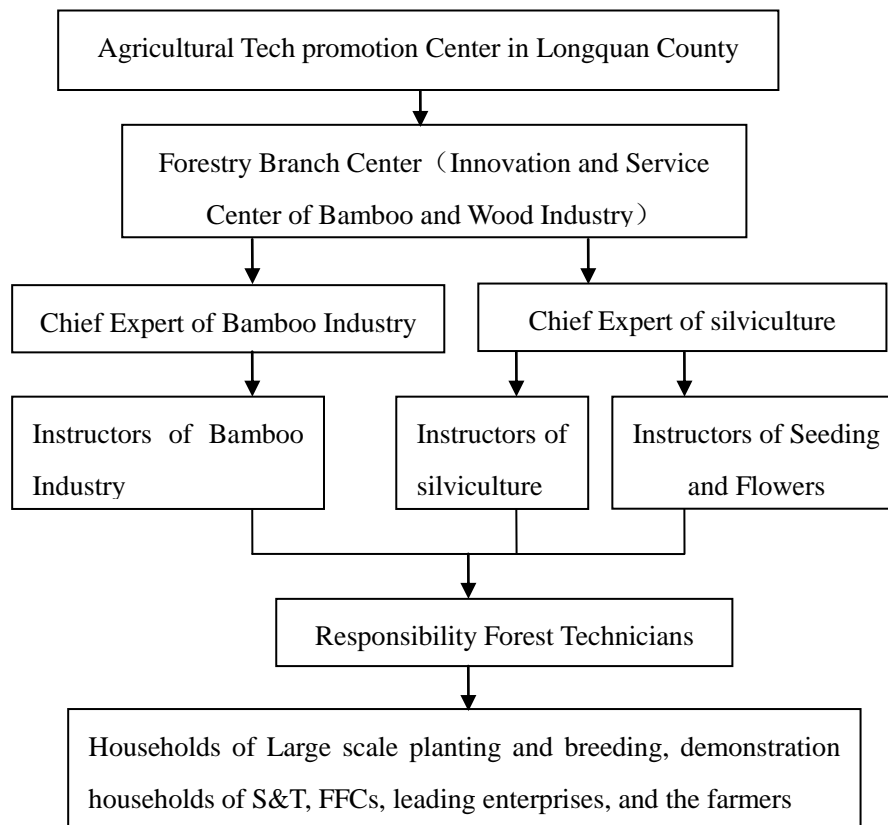 Agricultural Tech promotion Center in Longquan County
Forestry Branch Center（Innovation and Service
Center of Bamboo and Wood Industry）
Chief Expert of Bamboo Industry
Chief Expert of silviculture
Instructors of Bamboo
Industry
Instructors of
silviculture
Instructors of Seeding
and Flowers
Responsibility Forest Technicians
Households of Large scale planting and breeding, demonstration
households of S&T, FFCs, leading enterprises, and the farmers